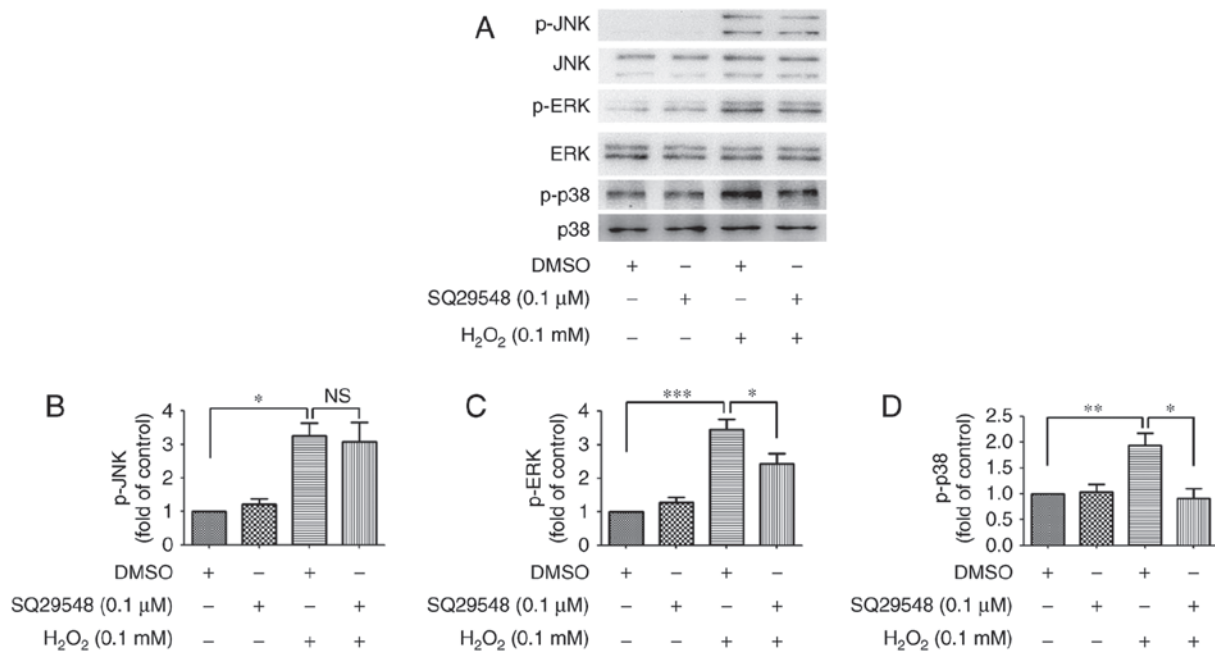 A
p-JNK
JNK
p-ERK
ERK
p-p38
p38
DMSO + – + –
SQ29548 (0.1 μM) – + – +
H₂O₂ (0.1 mM) – – + +
B
p-JNK
(fold of control)
4
3
2
1
0
* NS
DMSO + – + –
SQ29548 (0.1 μM) – + – +
H₂O₂ (0.1 mM) – – + +
C
p-ERK
(fold of control)
4
3
2
1
0
*** *
DMSO + – + –
SQ29548 (0.1 μM) – + – +
H₂O₂ (0.1 mM) – – + +
D
p-p38
(fold of control)
2.5
2.0
1.5
1.0
0.5
0.0
** *
DMSO + – + –
SQ29548 (0.1 μM) – + – +
H₂O₂ (0.1 mM) – – + +